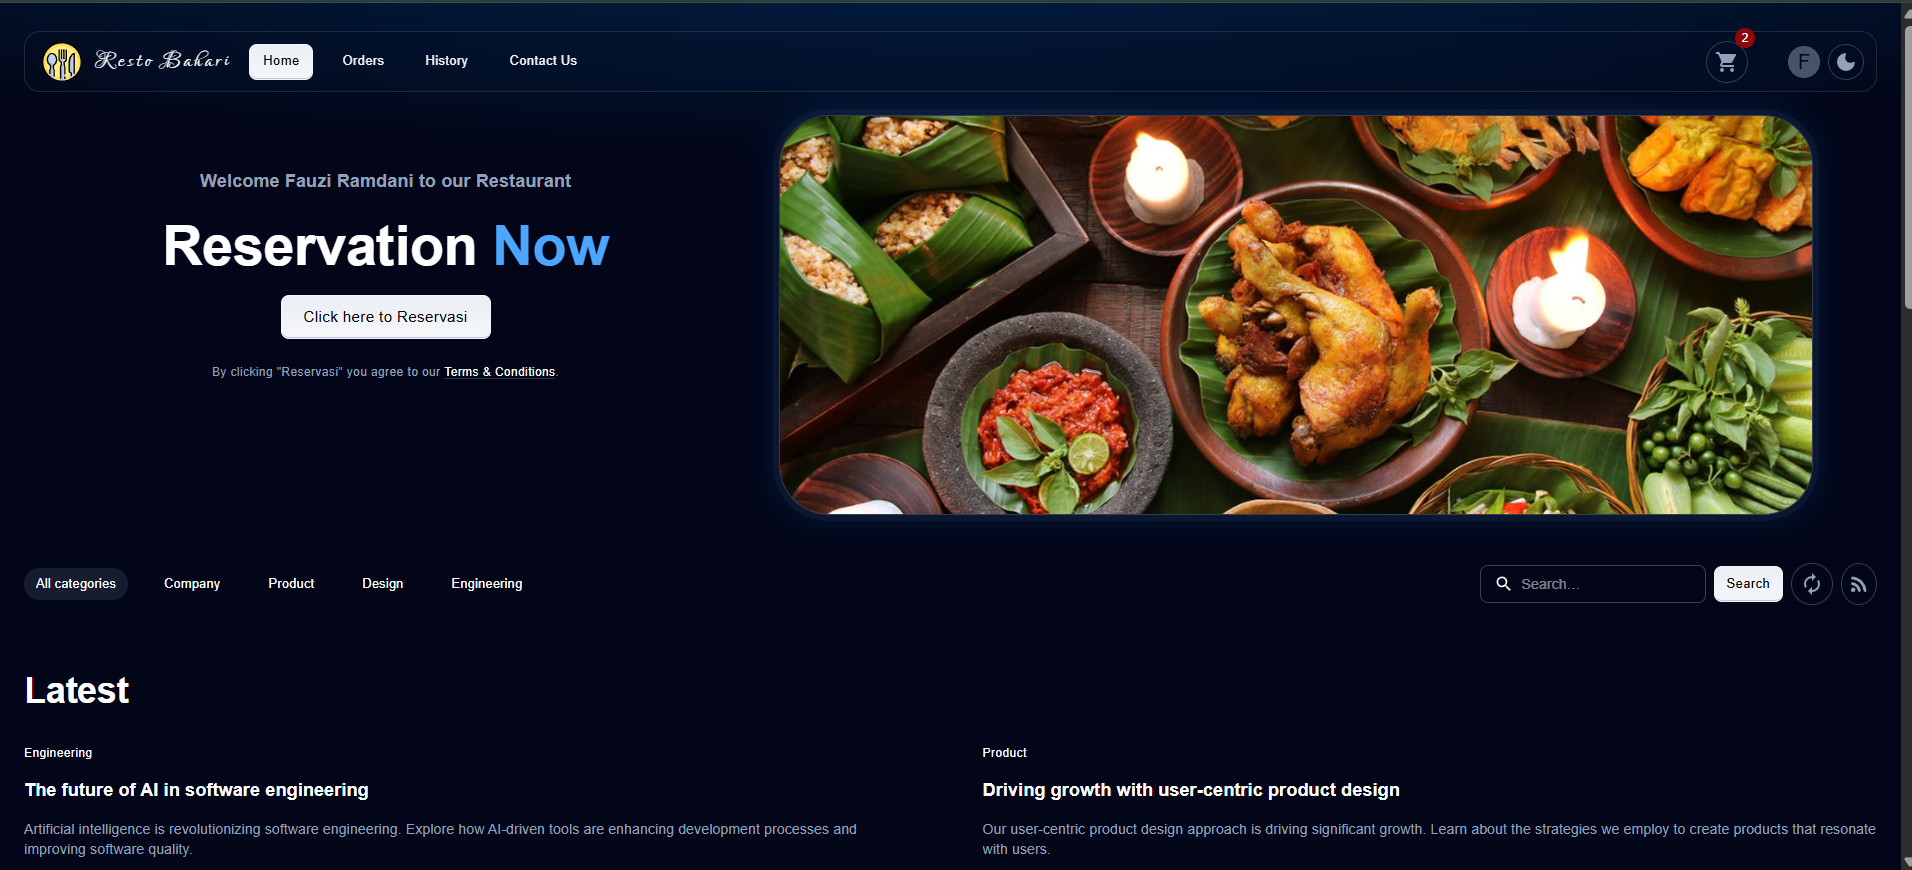 Resto Bahari
Home
Orders
History
Contact Us
2
F
Welcome Fauzi Ramdani to our Restaurant
Reservation Now
Click here to Reservasi
By clicking "Reservasi" you agree to our Terms & Conditions.
All categories
Company
Product
Design
Engineering
Search...
Search
Latest
Engineering
The future of AI in software engineering
Artificial intelligence is revolutionizing software engineering. Explore how AI-driven tools are enhancing development processes and
improving software quality.
Product
Driving growth with user-centric product design
Our user-centric product design approach is driving significant growth. Learn about the strategies we employ to create products that resonate
with users.